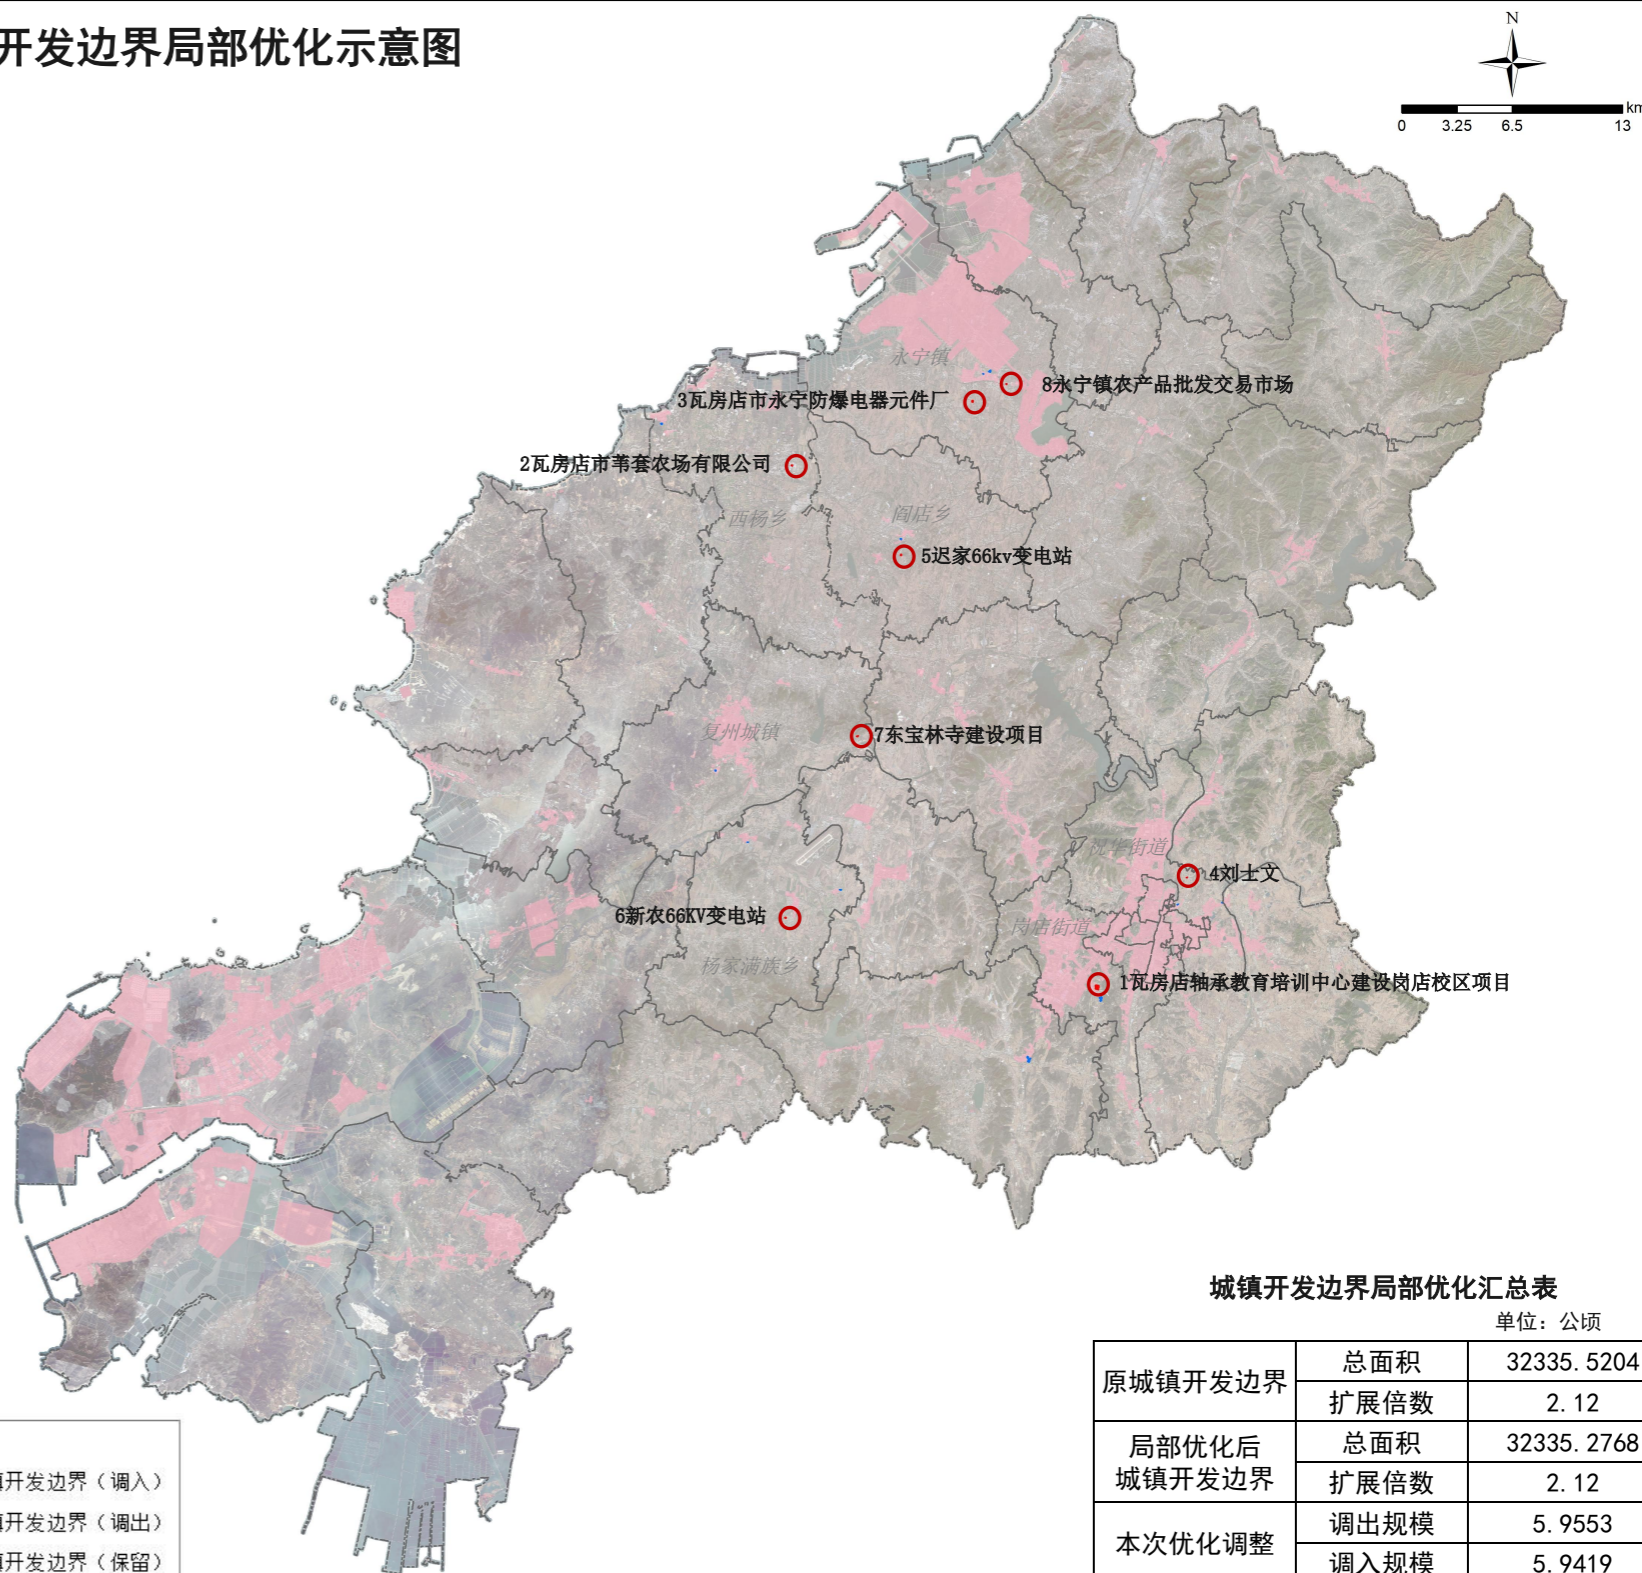 开发边界局部优化示意图
N
km
0 3.25 6.5 13
永宁镇
8永宁镇农产品批发交易市场
3瓦房店市永宁防爆电器元件厂
2瓦房店市苇套农场有限公司
西杨乡
阎店乡
5迟家66kv变电站
复州城镇
7东宝林寺建设项目
祝华街道
4刘士文
6新农66KV变电站
岗店街道
杨家满族乡
1瓦房店轴承教育培训中心建设岗店校区项目
城镇开发边界局部优化汇总表
单位：公顷
原城镇开发边界 总面积 32335.5204
扩展倍数 2.12
局部优化后
城镇开发边界 总面积 32335.2768
扩展倍数 2.12
本次优化调整 调出规模 5.9553
调入规模 5.9419
镇开发边界（调入）
镇开发边界（调出）
镇开发边界（保留）